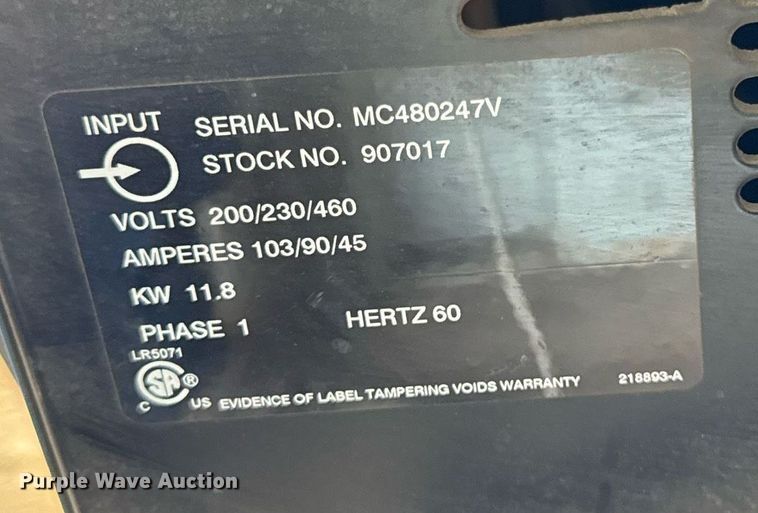 INPUT
SERIAL NO. MC480247V
STOCK NO. 907017
VOLTS 200/230/460
AMPERES 103/90/45
KW 11.8
PHASE 1 HERTZ 60
LR5071
SA ®
C US EVIDENCE OF LABEL TAMPERING VOIDS WARRANTY 218893-A
Purple Wave Auction